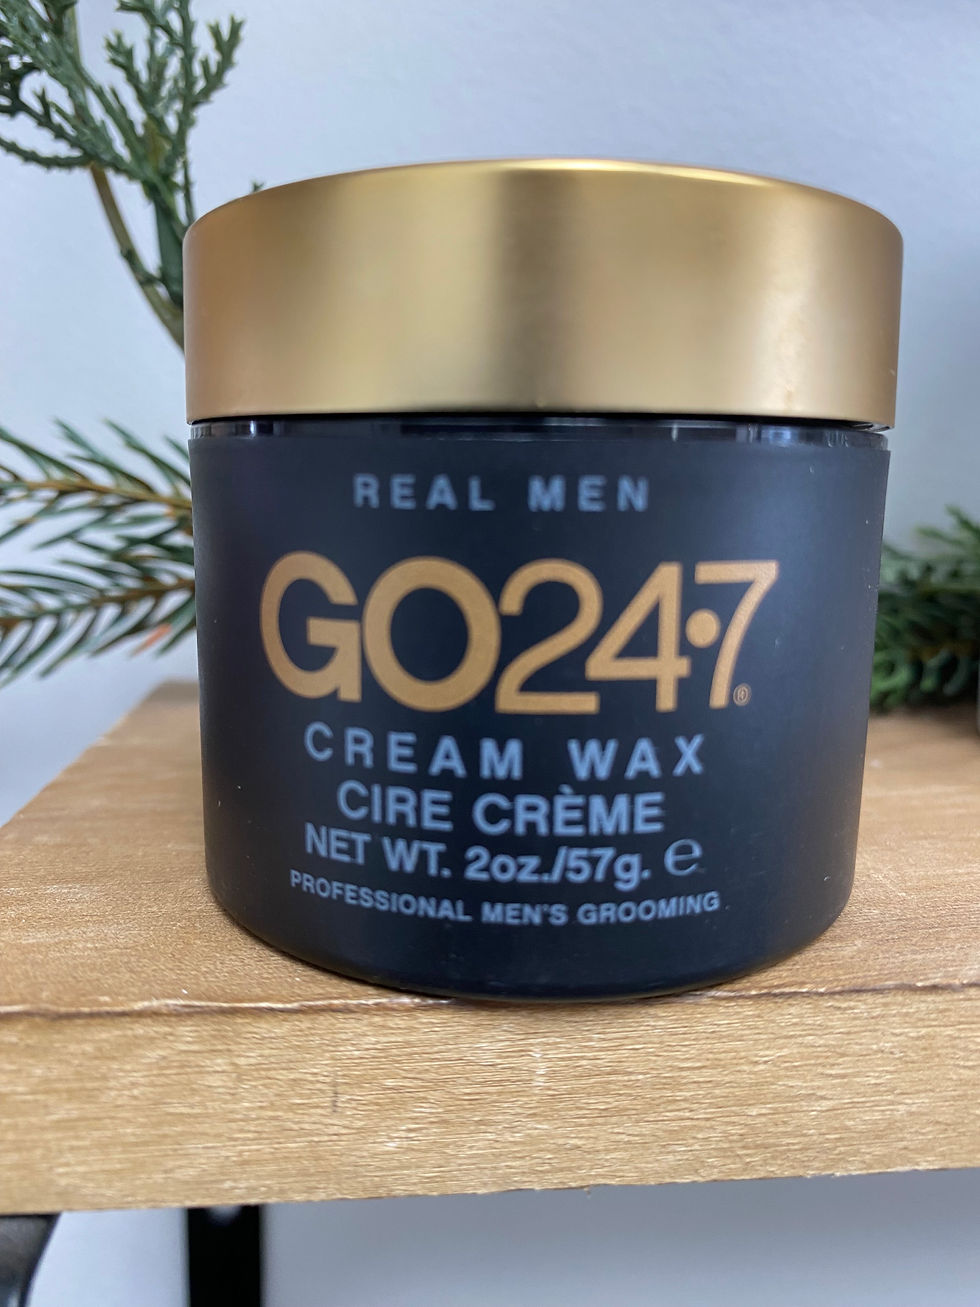 REAL MEN
GO24·7®
CREAM WAX
CIRE CRÈME
NET WT. 2oz./57g. ℮
PROFESSIONAL MEN'S GROOMING